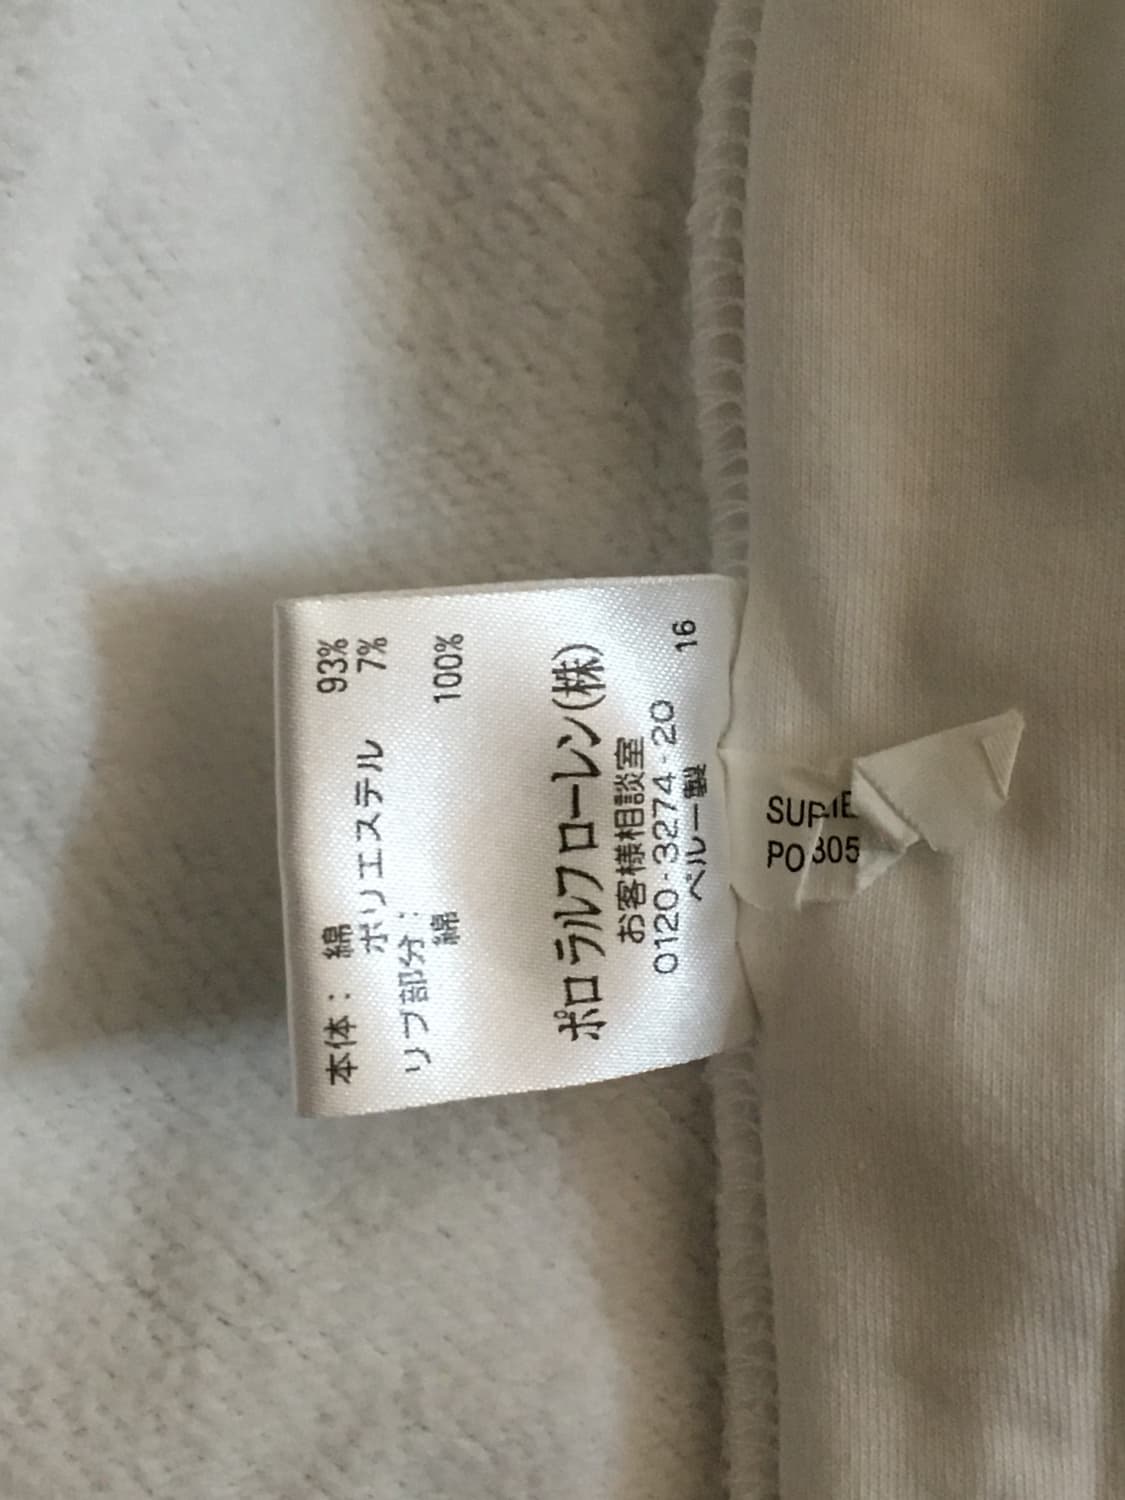 本体: 綿 93%
ポリエステル 7%
リブ部分:
綿 100%
ポロラルフローレン(株)
お客様相談室
0120-3274-20
ペルー製 16
PO 305